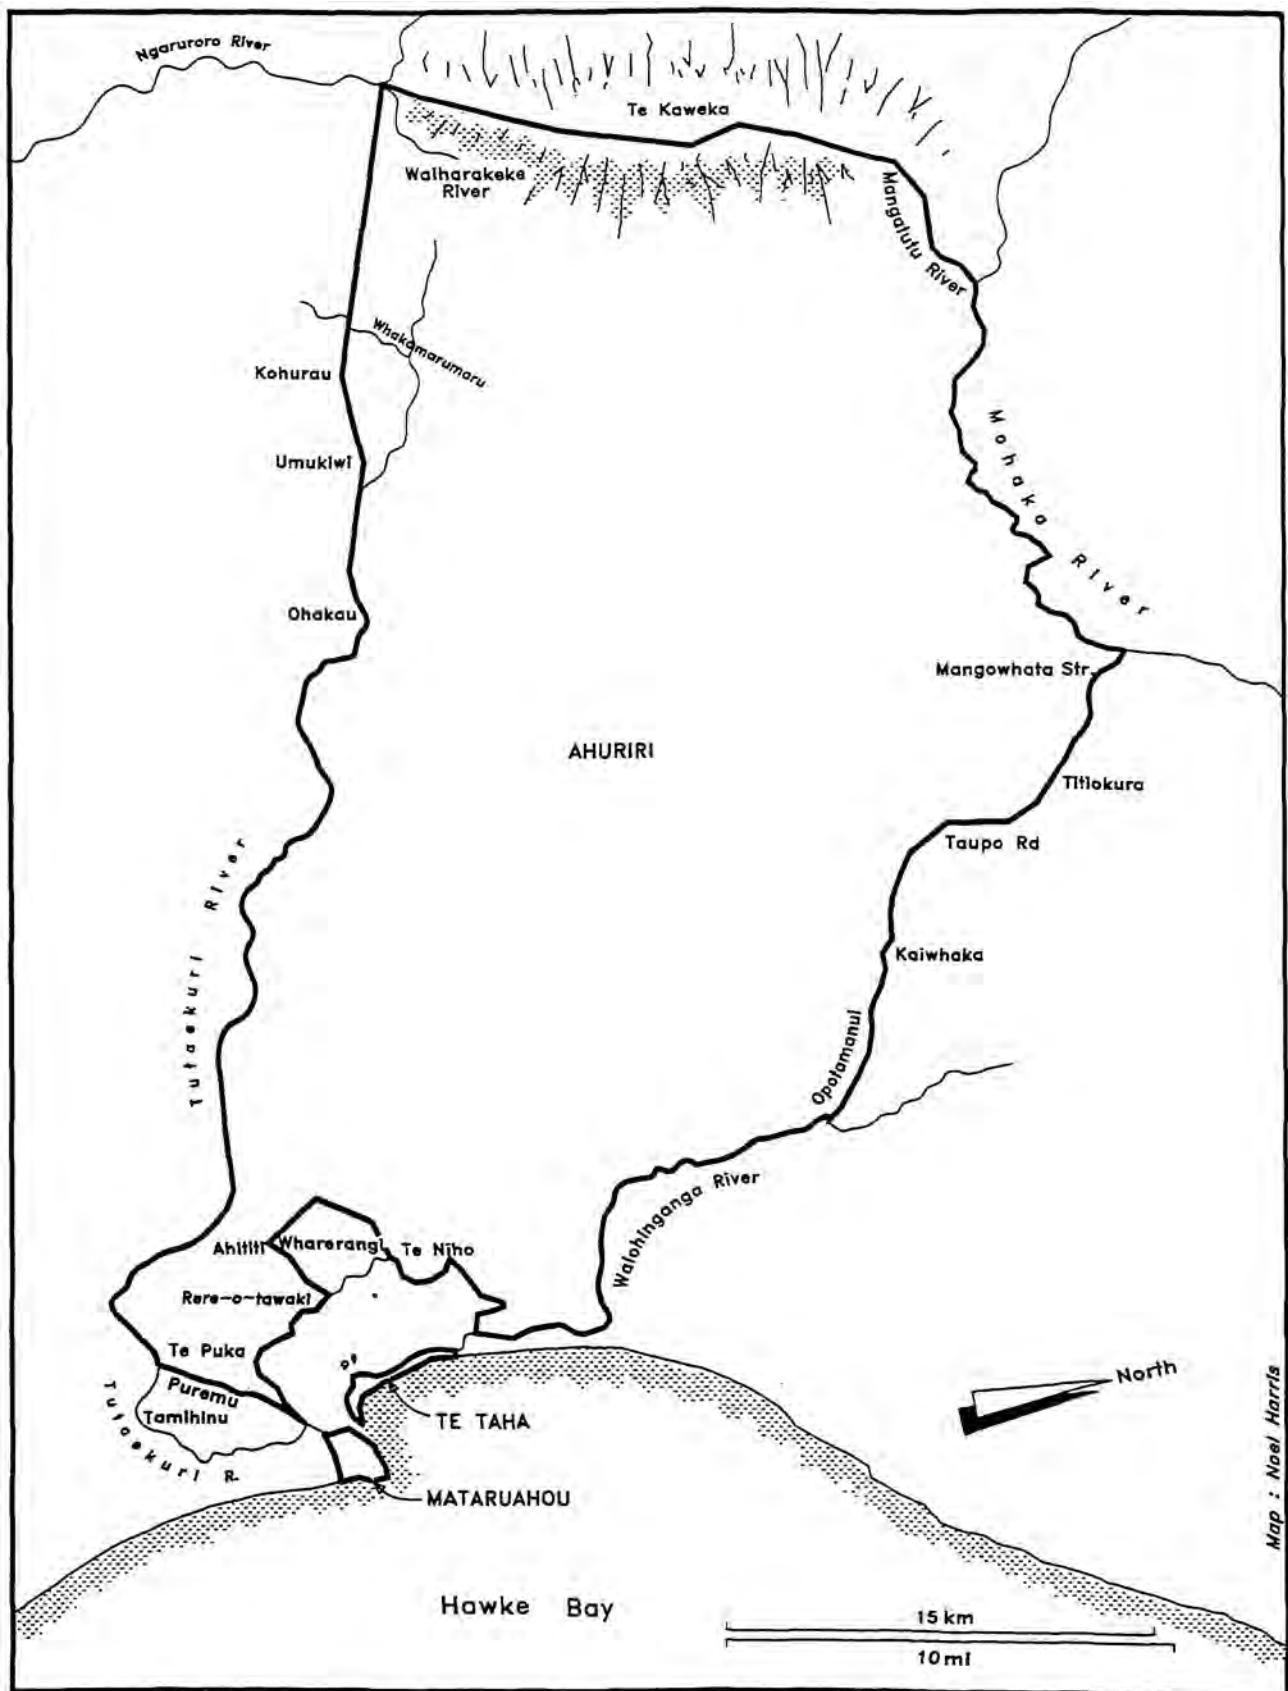 Ngaruroro River
Te Kaweka
Waiharakeke
River
Mangatutu River
Whakamarumaru
Kohurau
Mohaka River
Umukiwi
Ohakau
Mangowhata Str.
AHURIRI
Titiokura
Taupo Rd
Tutaekuri River
Kaiwhaka
Opotamanui
Waiohinganga River
Ahititi
Wharerangi
Te Niho
Rere-o-tawaki
Te Puka
Puremu
Tamihinu
Tutaekuri R.
TE TAHA
North
MATARUAHOU
Hawke Bay
15 km
10 mi
Map : Noel Harris